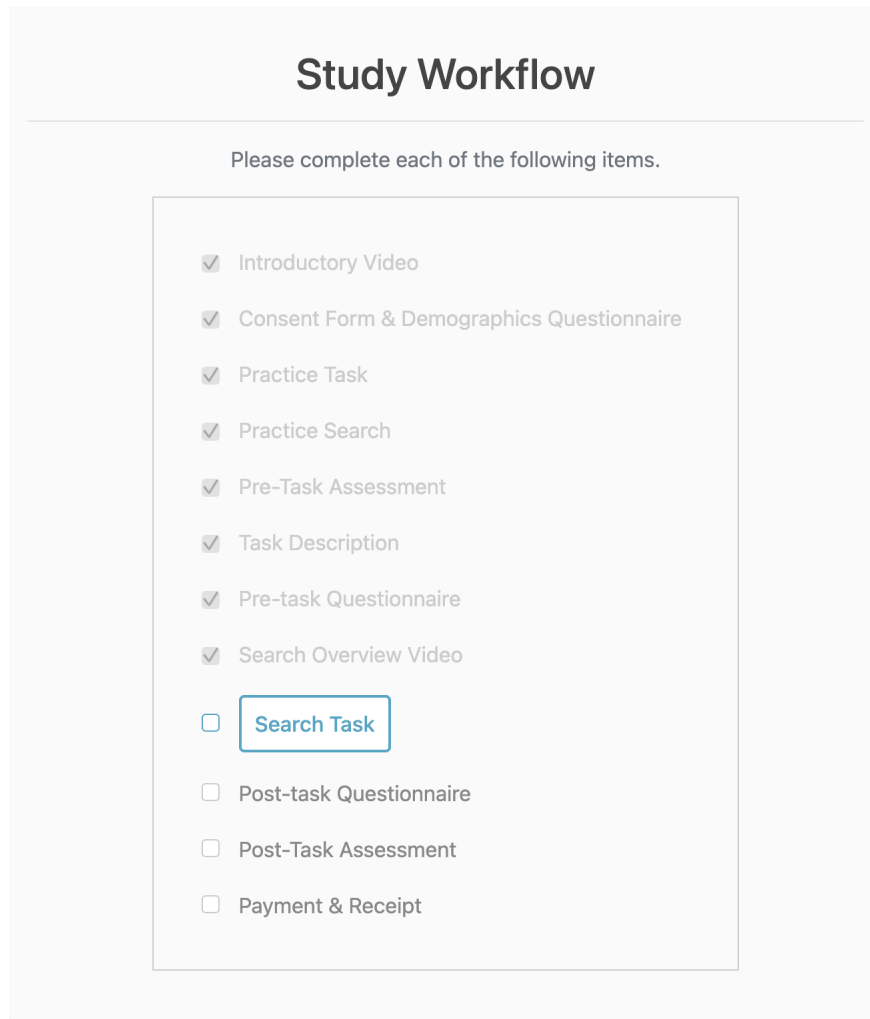 Study Workflow
Please complete each of the following items.
Introductory Video
Consent Form & Demographics Questionnaire
Practice Task
Practice Search
Pre-Task Assessment
Task Description
Pre-task Questionnaire
Search Overview Video
Search Task
Post-task Questionnaire
Post-Task Assessment
Payment & Receipt